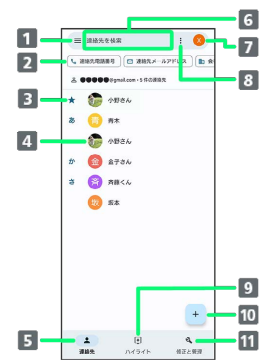 6
1 連絡先を検索 X 7
2 連絡先電話番号 連絡先メールアドレス 8
●●●●●@gmail.com・5 件の連絡先
3 ★ 小野さん
あ 青 青木
4 小野さん
か 金 金子さん
さ 斉 斉藤くん
坂 坂本
+
9 10
5 11
連絡先 ハイライト 修正と管理